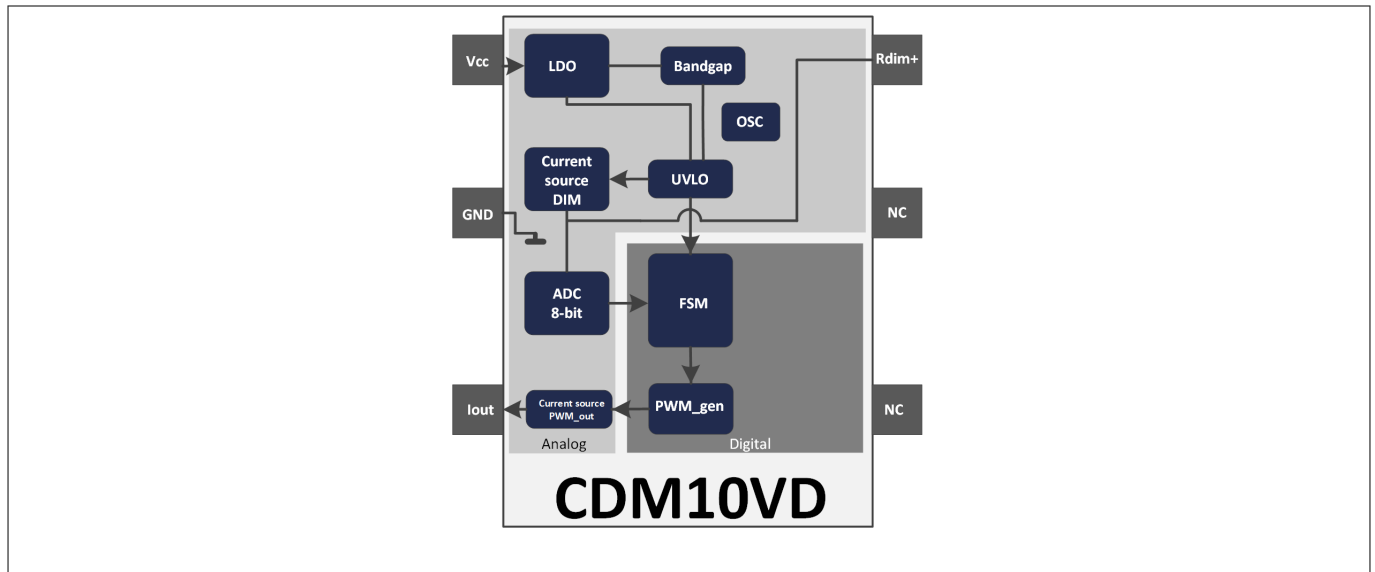 Vcc
LDO
Bandgap
Rdim+
OSC
Current
source
DIM
UVLO
GND
NC
ADC
8-bit
FSM
Iout
Current source
PWM_out
PWM_gen
NC
Analog
Digital
CDM10VD